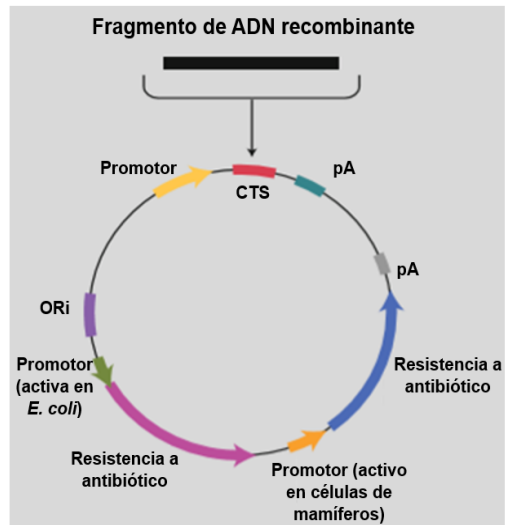 Fragmento de ADN recombinante
Promotor
CTS
pA
pA
ORi
Promotor
(activa en
E. coli)
Resistencia a
antibiótico
Resistencia a
antibiótico
Promotor (activo
en células de
mamíferos)